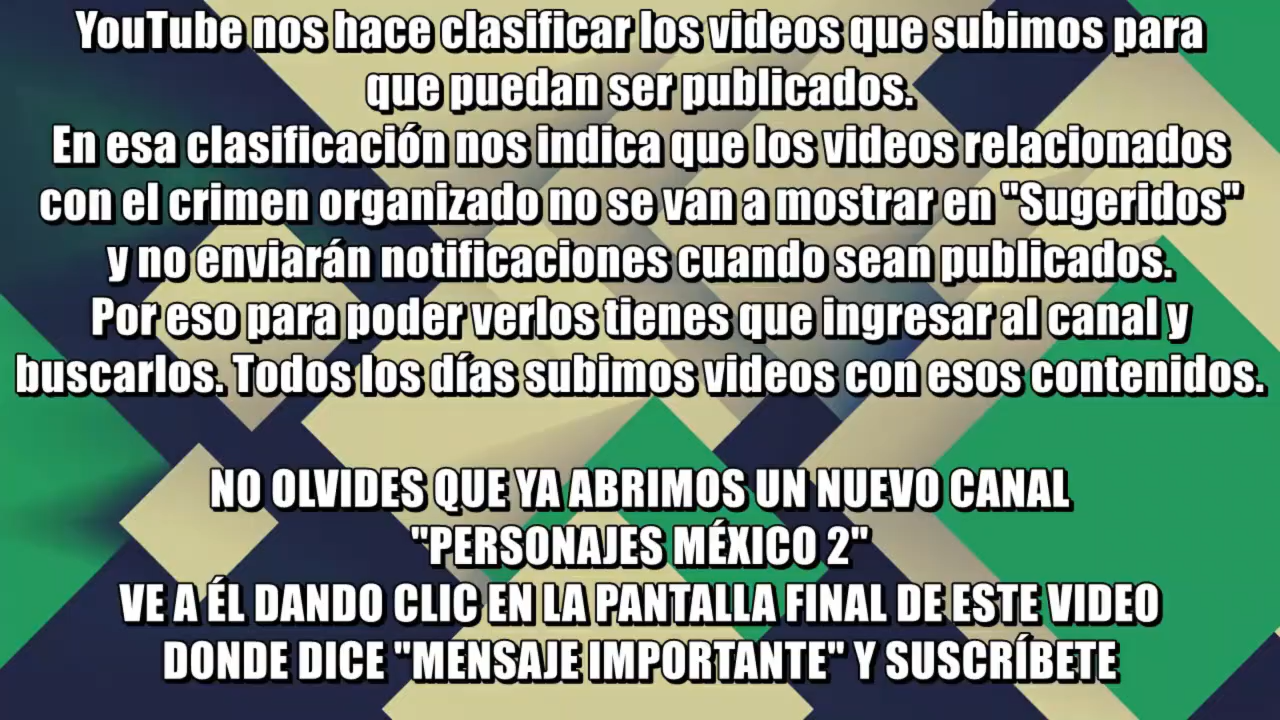 YouTube nos hace clasificar los videos que subimos para
que puedan ser publicados.
En esa clasificación nos indica que los videos relacionados
con el crimen organizado no se van a mostrar en "Sugeridos"
y no enviarán notificaciones cuando sean publicados.
Por eso para poder verlos tienes que ingresar al canal y
buscarlos. Todos los días subimos videos con esos contenidos.
NO OLVIDES QUE YA ABRIMOS UN NUEVO CANAL
"PERSONAJES MÉXICO 2"
VE A ÉL DANDO CLIC EN LA PANTALLA FINAL DE ESTE VIDEO
DONDE DICE "MENSAJE IMPORTANTE" Y SUSCRÍBETE